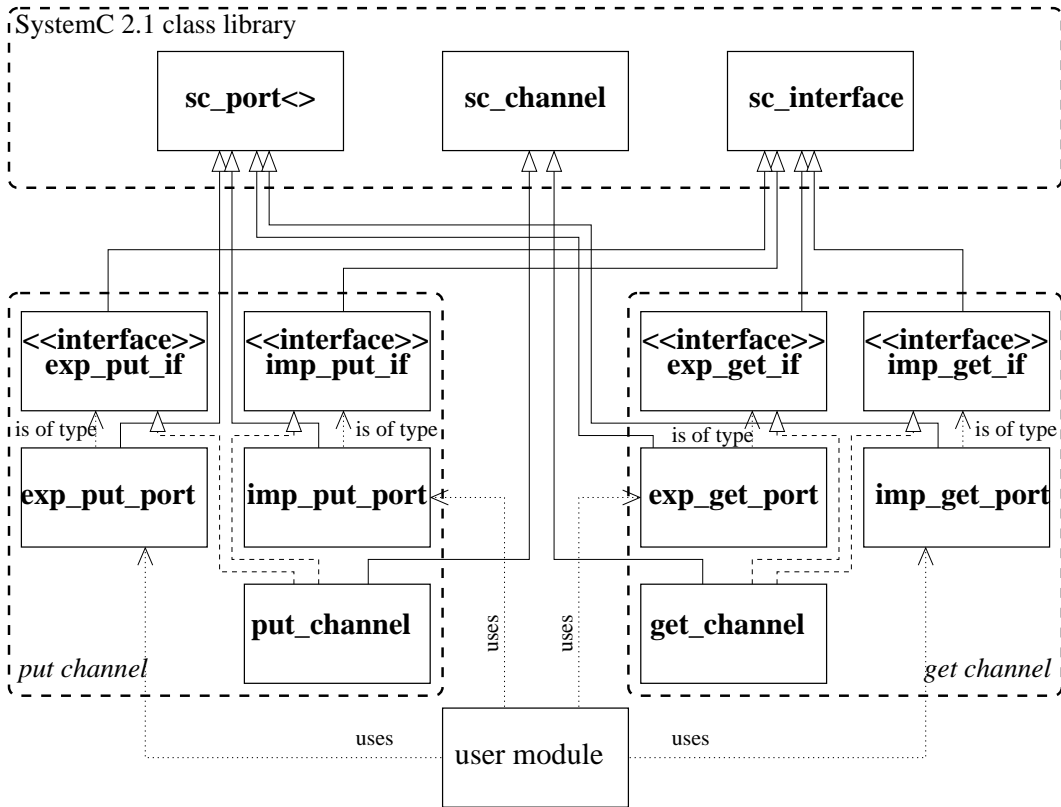 SystemC 2.1 class library
sc_port<>
sc_channel
sc_interface
<<interface>>
exp_put_if
<<interface>>
imp_put_if
<<interface>>
exp_get_if
<<interface>>
imp_get_if
is of type
is of type
is of type
is of type
exp_put_port
imp_put_port
exp_get_port
imp_get_port
put_channel
get_channel
uses
uses
put channel
get channel
uses
user module
uses